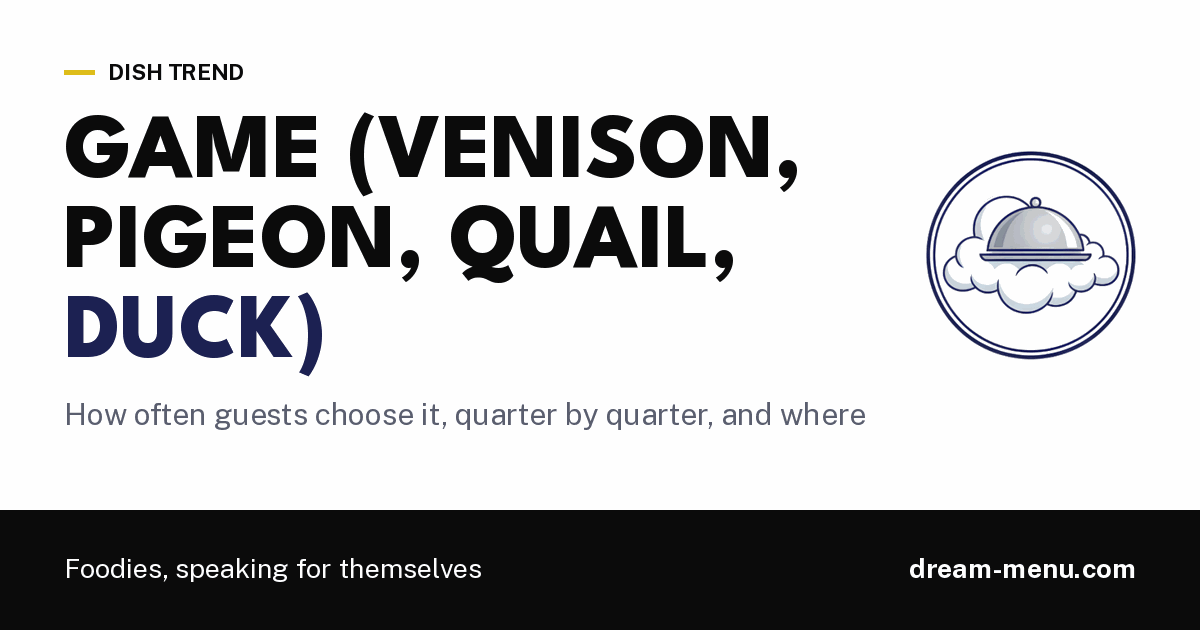 DISH TREND
GAME (VENISON,
PIGEON, QUAIL,
DUCK)
How often guests choose it, quarter by quarter, and where
Foodies, speaking for themselves
dream-menu.com